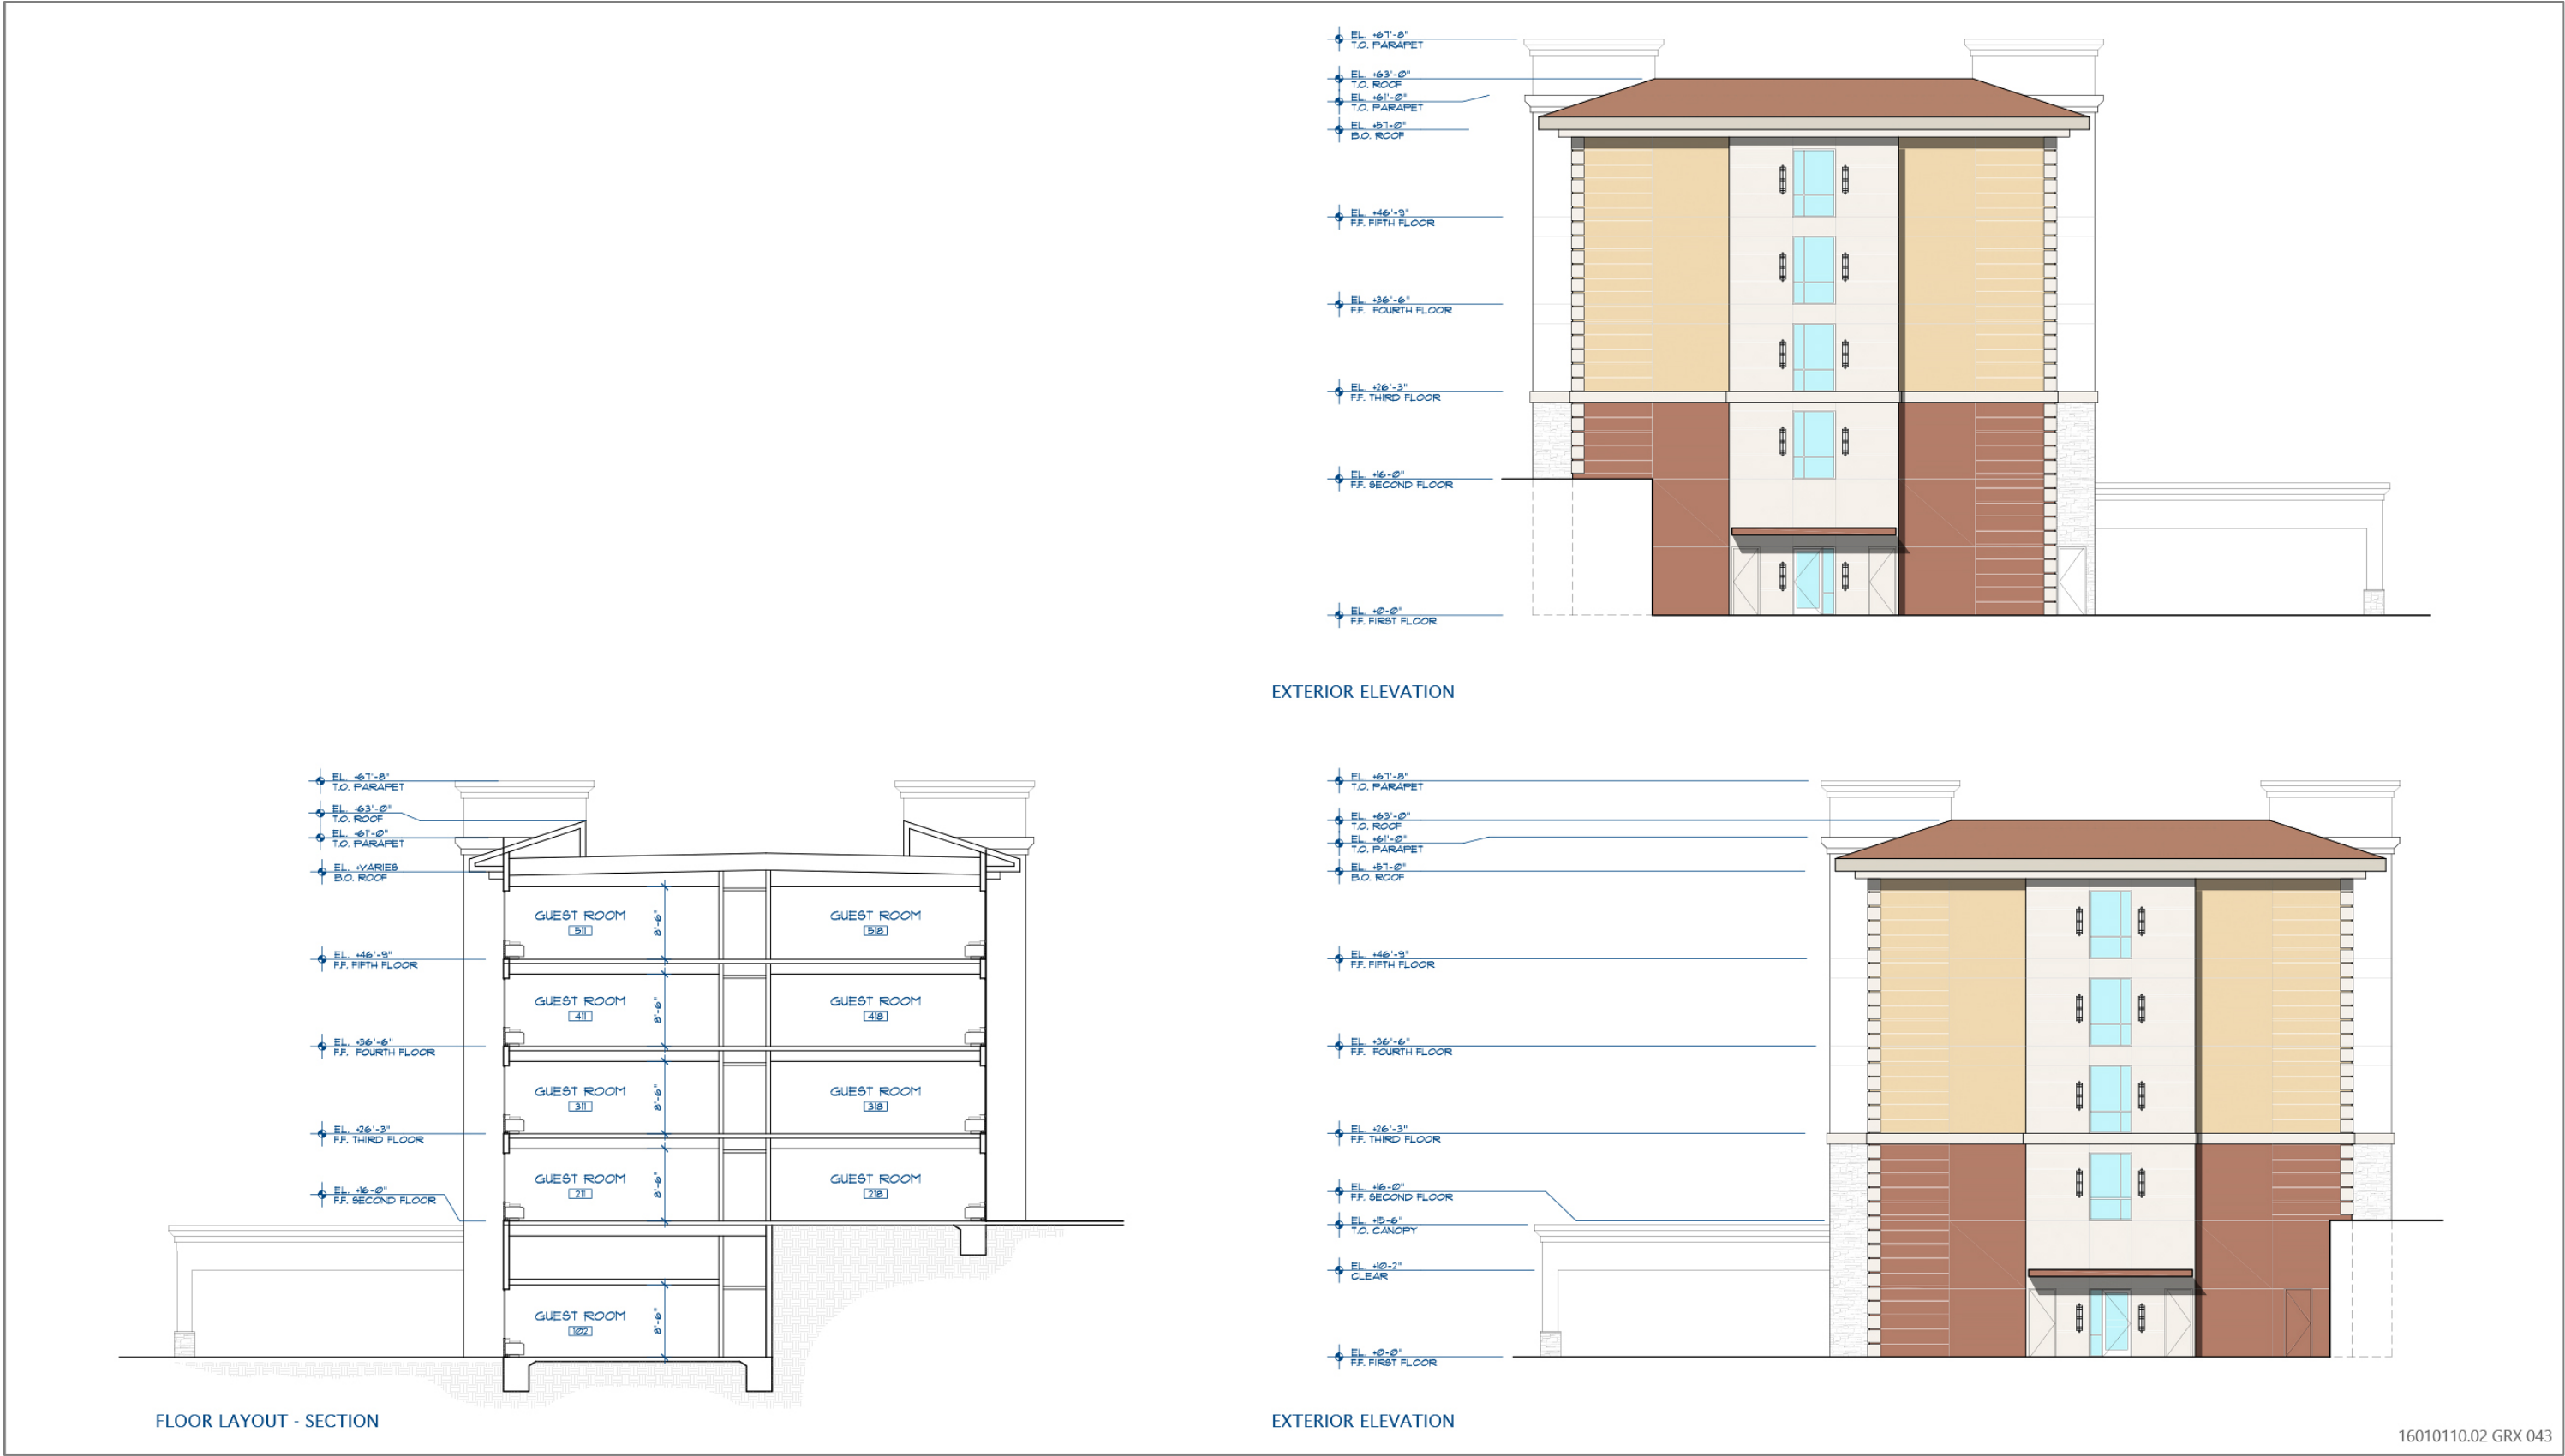 EL. +67'-8"
T.O. PARAPET
EL. +63'-0"
T.O. ROOF
EL. +61'-0"
T.O. PARAPET
EL. +57-0"
B.O. ROOF
EL. +46'-9"
F.F. FIFTH FLOOR
EL. +36'-6"
F.F. FOURTH FLOOR
EL. +26'-3"
F.F. THIRD FLOOR
EL. +16-0"
F.F. SECOND FLOOR
EL. +0-0"
F.F. FIRST FLOOR
EXTERIOR ELEVATION
EL. +67'-8"
T.O. PARAPET
EL. +63'-0"
T.O. ROOF
EL. +61'-0"
T.O. PARAPET
EL. +VARIES
B.O. ROOF
EL. +46'-9"
F.F. FIFTH FLOOR
EL. +36'-6"
F.F. FOURTH FLOOR
EL. +26'-3"
F.F. THIRD FLOOR
EL. +16-0"
F.F. SECOND FLOOR
GUEST ROOM
511
8'-6"
GUEST ROOM
518
GUEST ROOM
411
8'-6"
GUEST ROOM
418
GUEST ROOM
311
8'-6"
GUEST ROOM
318
GUEST ROOM
211
8'-6"
GUEST ROOM
218
GUEST ROOM
102
8'-6"
FLOOR LAYOUT - SECTION
EL. +67'-8"
T.O. PARAPET
EL. +63'-0"
T.O. ROOF
EL. +61'-0"
T.O. PARAPET
EL. +57-0"
B.O. ROOF
EL. +46'-9"
F.F. FIFTH FLOOR
EL. +36'-6"
F.F. FOURTH FLOOR
EL. +26'-3"
F.F. THIRD FLOOR
EL. +16-0"
F.F. SECOND FLOOR
EL. +15-6"
T.O. CANOPY
EL. +10-2"
CLEAR
EL. +0-0"
F.F. FIRST FLOOR
EXTERIOR ELEVATION
16010110.02 GRX 043